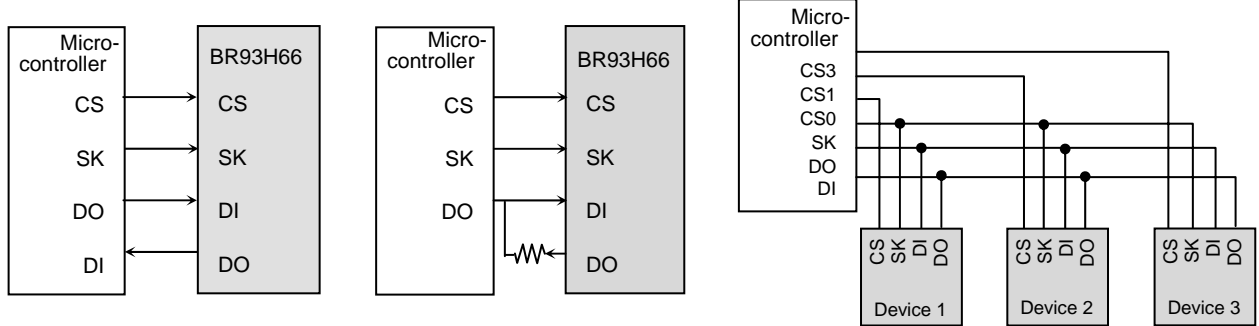 Micro-
controller
CS
SK
DO
DI
BR93H66
CS
SK
DI
DO
Micro-
controller
CS
SK
DO
BR93H66
CS
SK
DI
DO
Micro-
controller
CS3
CS1
CS0
SK
DO
DI
CS
SK
DI
DO
Device 1
CS
SK
DI
DO
Device 2
CS
SK
DI
DO
Device 3